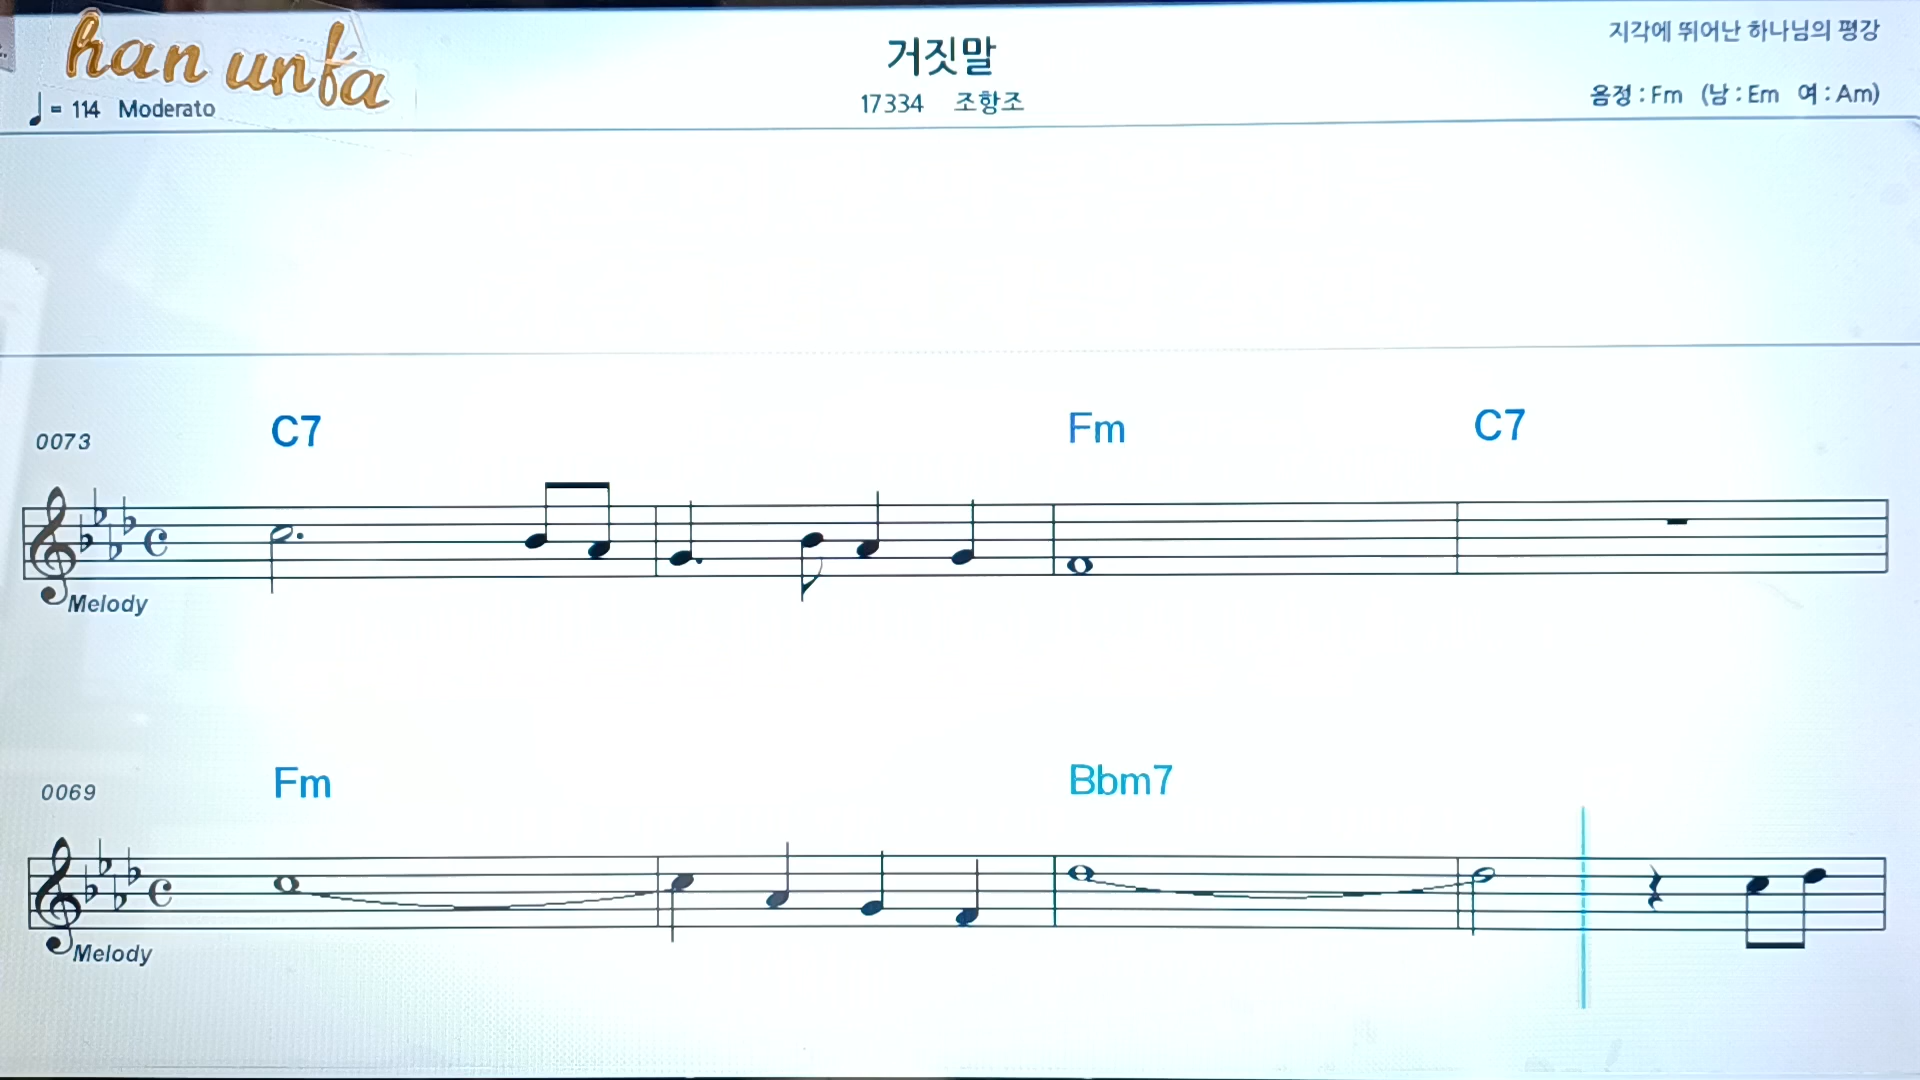 han unfa
거짓말
지각에 뛰어난 하나님의 평강
= 114 Moderato
17334 조항조
음정 : Fm (남 : Em 여 : Am)
0073
C7 Fm C7
Melody
0069
Fm Bbm7
Melody